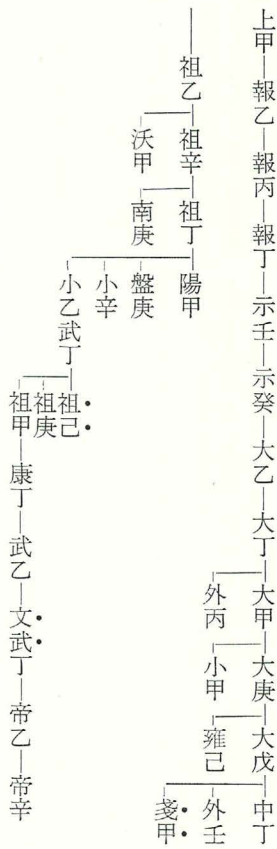 上甲—報乙—報丙—報丁—示壬—示癸—大乙—大丁—大甲—大庚—大戊—中丁
外丙
小甲
雍己
外壬
戔甲
祖乙—祖辛—祖丁—陽甲
沃甲
南庚
盤庚
小辛
小乙武丁—祖己
祖庚
祖甲—康丁—武乙—文武丁—帝乙—帝辛